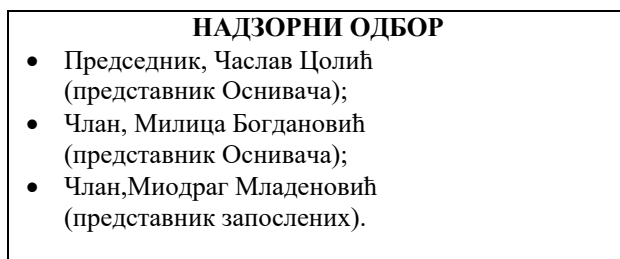 НАДЗОРНИ ОДБОР
• Председник, Часлав Цолић
(представник Оснивача);
• Члан, Милица Богдановић
(представник Оснивача);
• Члан,Миодраг Младеновић
(представник запослених).